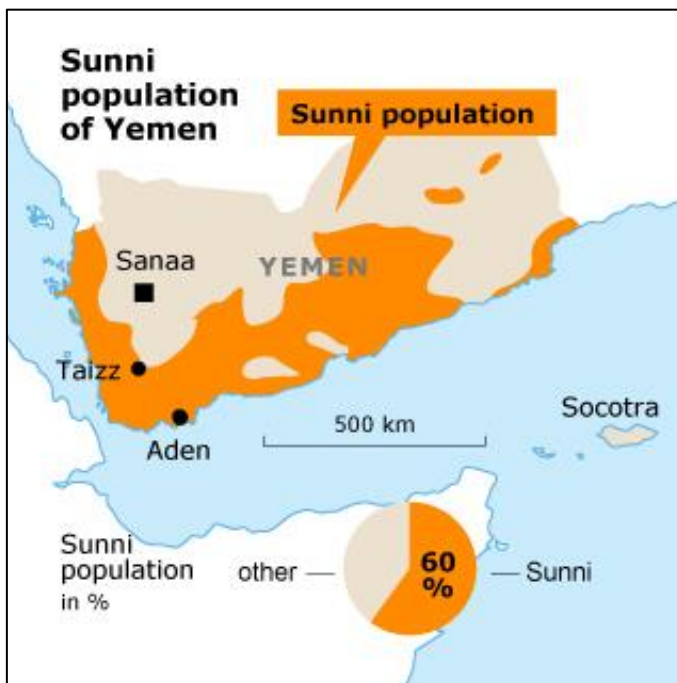 Sunni
population
of Yemen
Sunni population
Sanaa
YEMEN
Taizz
Aden
500 km
Socotra
Sunni
population
in %
other
60
%
Sunni